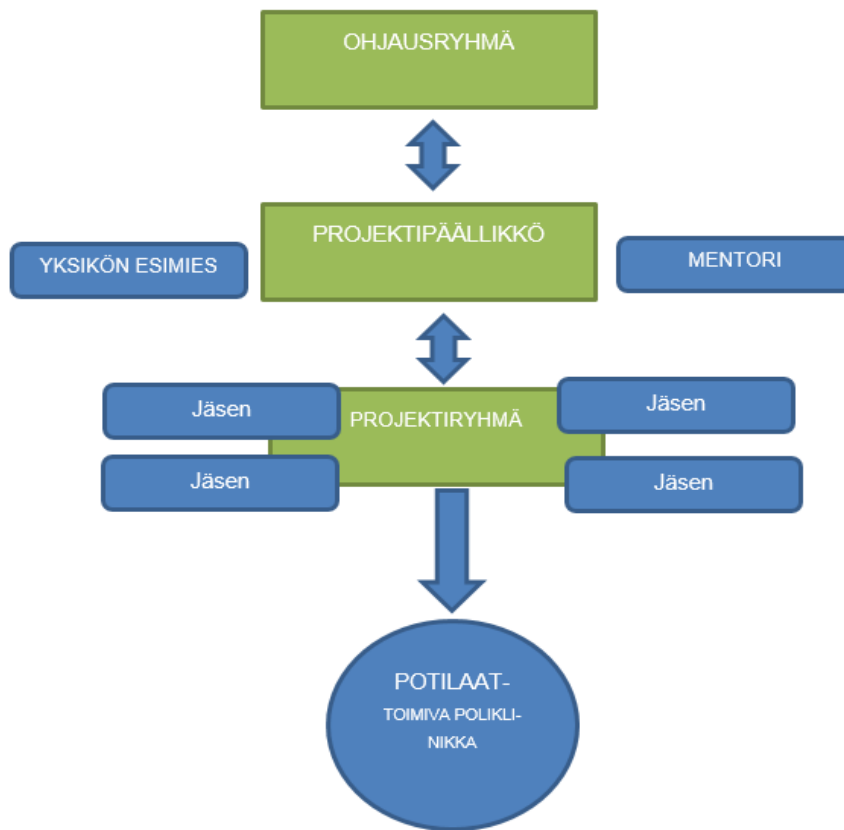 OHJAUSRYHMÄ
PROJEKTIPÄÄLLIKKÖ
YKSIKÖN ESIMIES
MENTORI
Jäsen
PROJEKTIRYHMÄ
Jäsen
Jäsen
Jäsen
POTILAAT-
TOIMIVA POLIKLI-
NIKKA